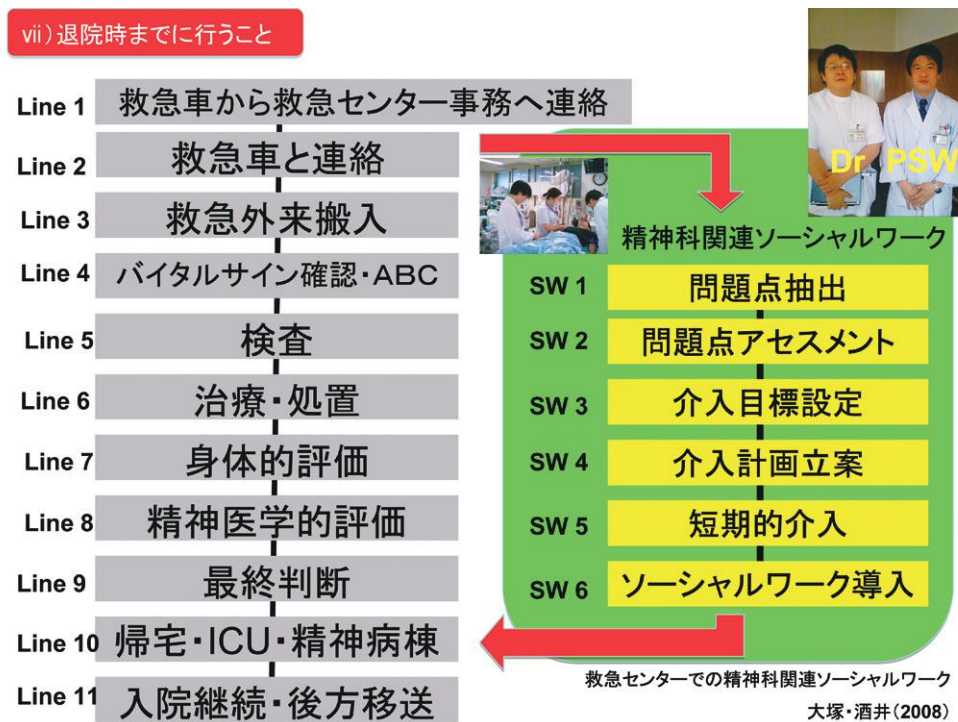 vii)退院時までに行うこと
Line 1 救急車から救急センター事務へ連絡
Line 2 救急車と連絡
Line 3 救急外来搬入
Line 4 バイタルサイン確認・ABC
Line 5 検査
Line 6 治療・処置
Line 7 身体的評価
Line 8 精神医学的評価
Line 9 最終判断
Line 10 帰宅・ICU・精神病棟
Line 11 入院継続・後方移送
Dr PSW
精神科関連ソーシャルワーク
SW 1 問題点抽出
SW 2 問題点アセスメント
SW 3 介入目標設定
SW 4 介入計画立案
SW 5 短期的介入
SW 6 ソーシャルワーク導入
救急センターでの精神科関連ソーシャルワーク
大塚・酒井(2008)